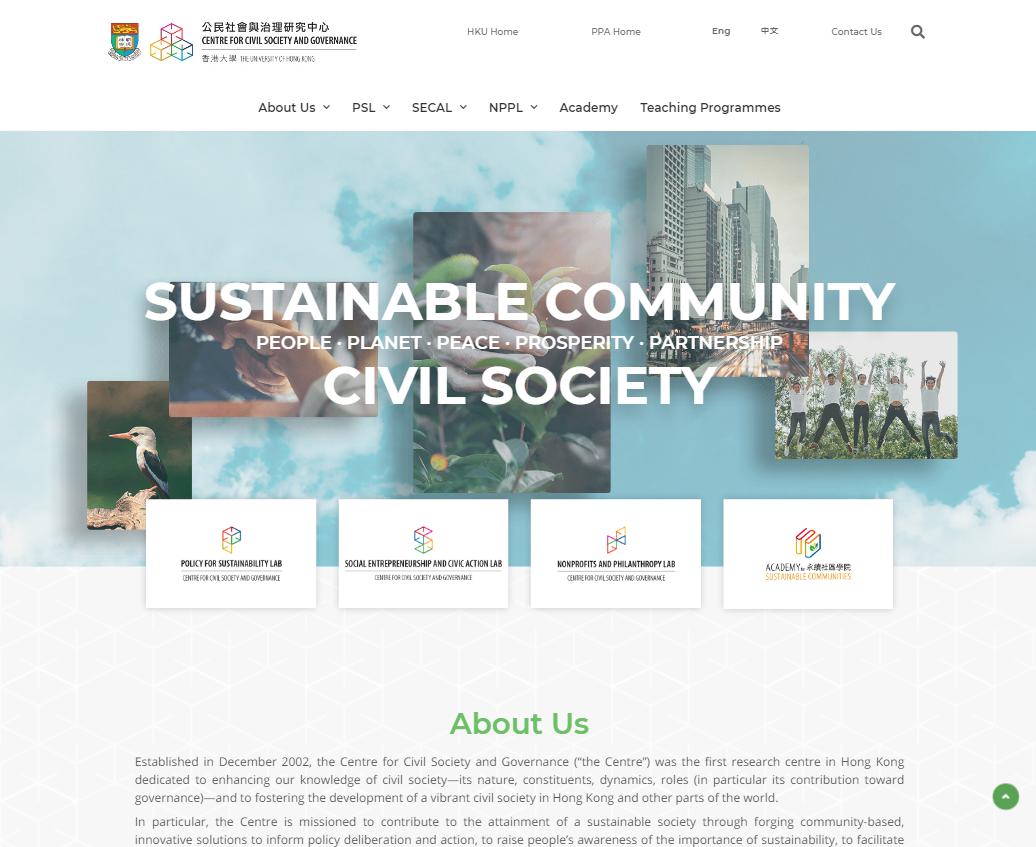 公民社會與治理研究中心
CENTRE FOR CIVIL SOCIETY AND GOVERNANCE
香港大學 THE UNIVERSITY OF HONG KONG
HKU Home
PPA Home
Eng
中文
Contact Us
About Us
PSL
SECAL
NPPL
Academy
Teaching Programmes
SUSTAINABLE COMMUNITY
PEOPLE · PLANET · PEACE · PROSPERITY · PARTNERSHIP
CIVIL SOCIETY
POLICY FOR SUSTAINABILITY LAB
CENTRE FOR CIVIL SOCIETY AND GOVERNANCE
SOCIAL ENTREPRENEURSHIP AND CIVIC ACTION LAB
CENTRE FOR CIVIL SOCIETY AND GOVERNANCE
NONPROFITS AND PHILANTHROPY LAB
CENTRE FOR CIVIL SOCIETY AND GOVERNANCE
ACADEMY for 永續社區學院
SUSTAINABLE COMMUNITIES
About Us
Established in December 2002, the Centre for Civil Society and Governance (“the Centre”) was the first research centre in Hong Kong
dedicated to enhancing our knowledge of civil society—its nature, constituents, dynamics, roles (in particular its contribution toward
governance)—and to fostering the development of a vibrant civil society in Hong Kong and other parts of the world.
In particular, the Centre is missioned to contribute to the attainment of a sustainable society through forging community-based,
innovative solutions to inform policy deliberation and action, to raise people’s awareness of the importance of sustainability, to facilitate